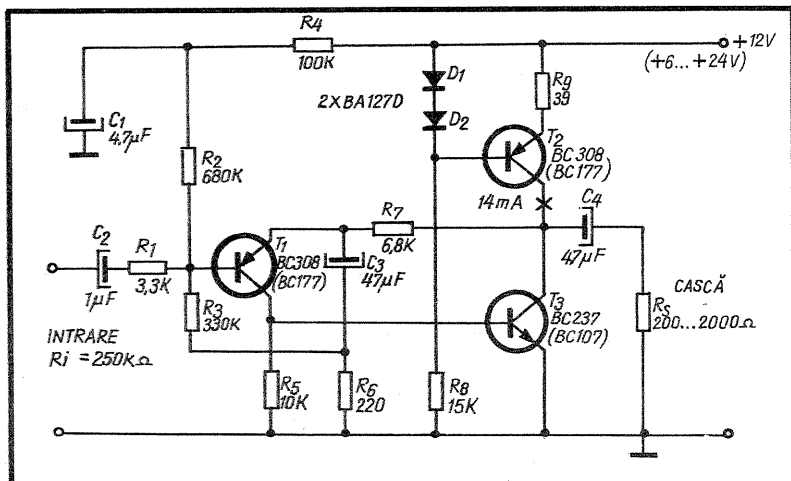 R4
100K
+12V
(+6...+24V)
C1
4.7µF
R2
680K
2XBA127D
D1
D2
R9
39
T2
BC308
(BC177)
14mA
C4
47µF
R7
6,8K
C2
1µF
R1
3,3K
T1
BC308
(BC177)
C3
47µF
R3
330K
T3
BC237
(BC107)
CASCĂ
RS
200...2000Ω
INTRARE
Ri = 250KΩ
R5
10K
R6
220
R8
15K